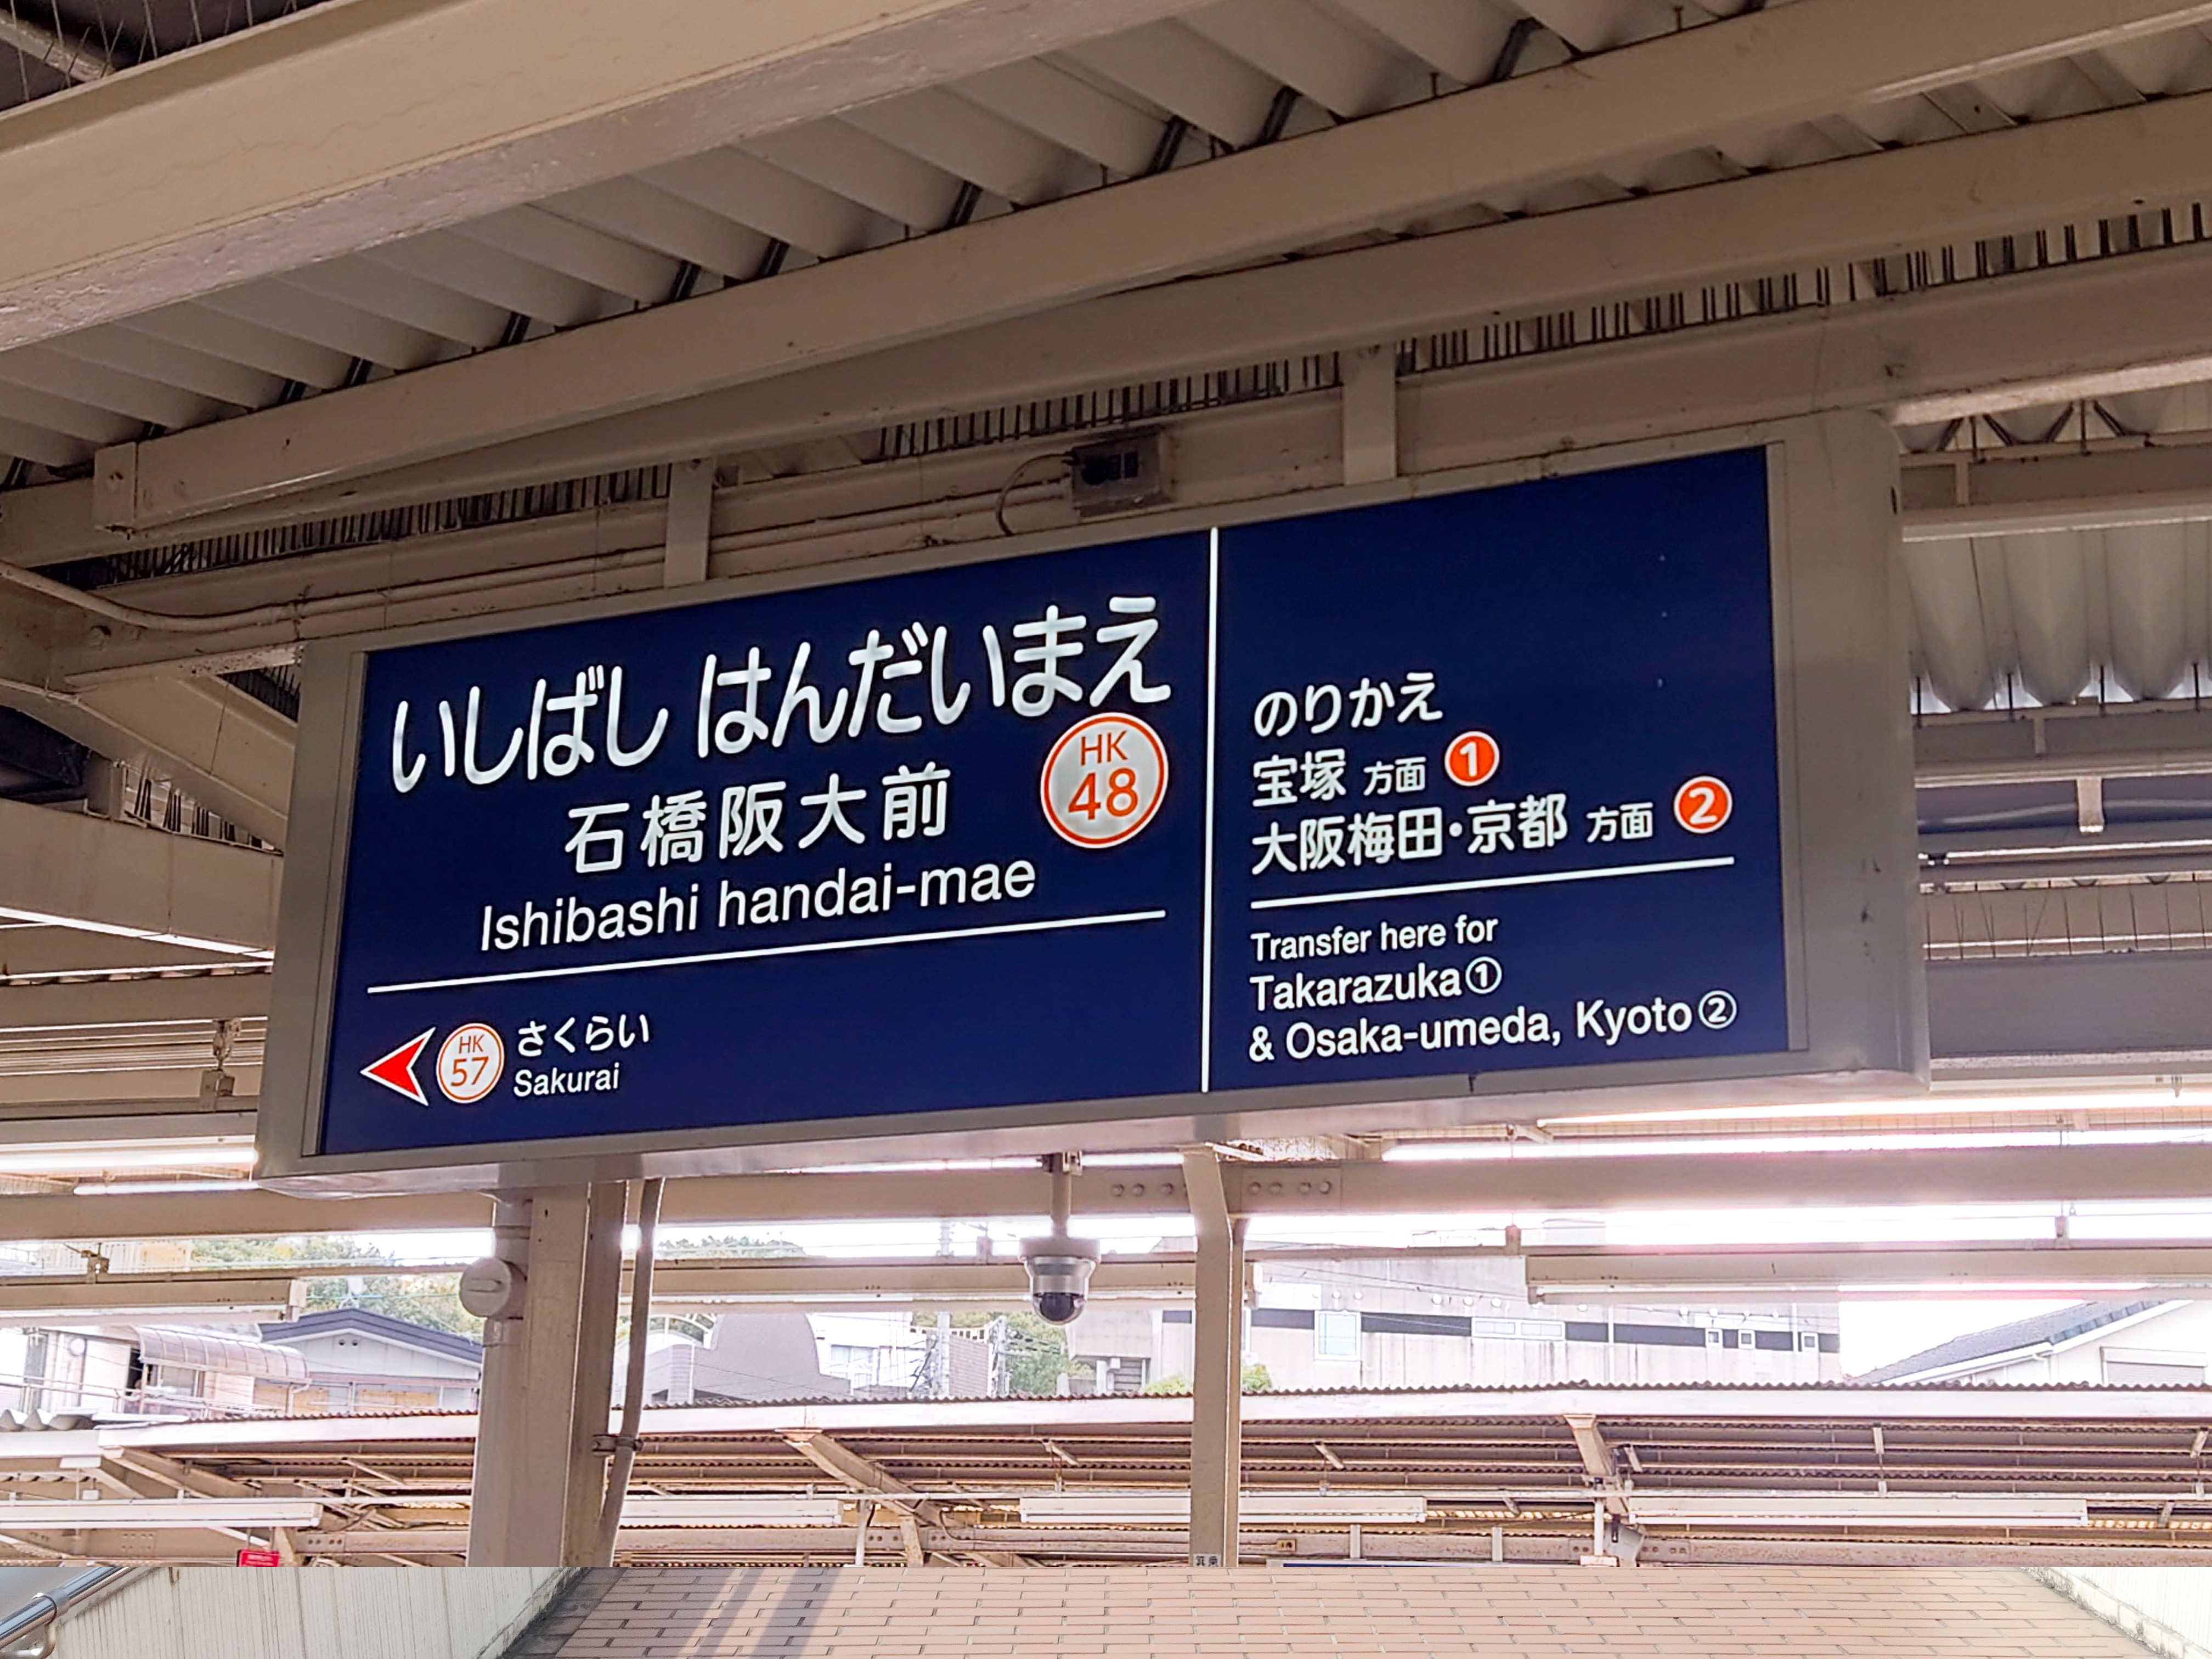 いしばし はんだいまえ
石橋阪大前
HK
48
Ishibashi handai-mae
HK
57
さくらい
Sakurai
のりかえ
宝塚 方面 1
大阪梅田・京都 方面 2
Transfer here for
Takarazuka①
& Osaka-umeda, Kyoto②